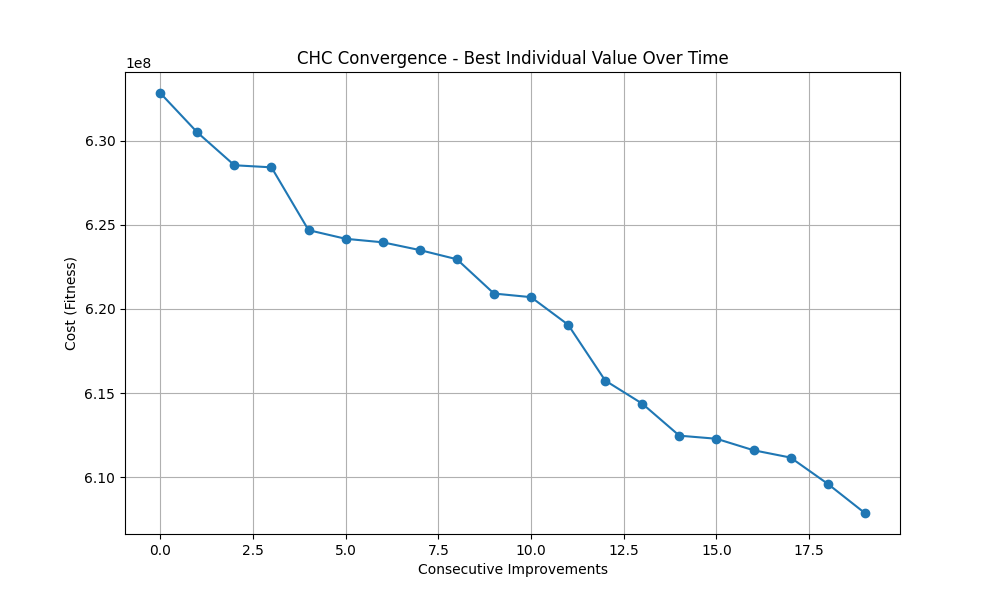 CHC Convergence - Best Individual Value Over Time
1e8
6.30
6.25
6.20
6.15
6.10
Cost (Fitness)
0.0 2.5 5.0 7.5 10.0 12.5 15.0 17.5
Consecutive Improvements